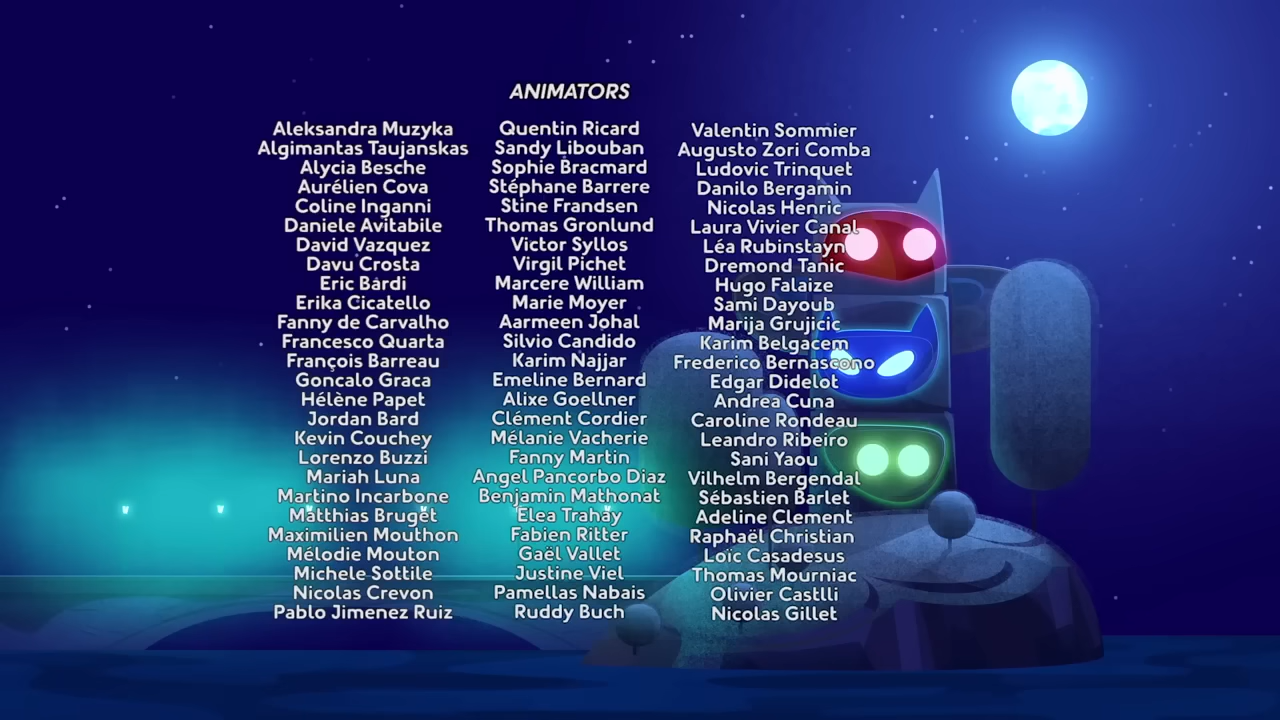 ANIMATORS
Aleksandra Muzyka
Algimantas Taujanskas
Alycia Besche
Aurélien Cova
Coline Inganni
Daniele Avitabile
David Vazquez
Davu Crosta
Eric Bardi
Erika Cicatello
Fanny de Carvalho
Francesco Quarta
François Barreau
Goncalo Graca
Hélène Papet
Jordan Bard
Kevin Couchey
Lorenzo Buzzi
Mariah Luna
Martino Incarbone
Matthias Bruget
Maximilien Mouthon
Mélodie Mouton
Michele Sottile
Nicolas Crevon
Pablo Jimenez Ruiz
Quentin Ricard
Sandy Libouban
Sophie Bracmard
Stéphane Barrere
Stine Frandsen
Thomas Gronlund
Victor Syllos
Virgil Pichet
Marcere William
Marie Moyer
Aarmeen Johal
Silvio Candido
Karim Najjar
Emeline Bernard
Alixe Goellner
Clément Cordier
Mélanie Vacherie
Fanny Martin
Angel Pancorbo Diaz
Benjamin Mathonat
Elea Trahay
Fabien Ritter
Gaël Vallet
Justine Viel
Pamellas Nabais
Ruddy Buch
Valentin Sommier
Augusto Zori Comba
Ludovic Trinquet
Danilo Bergamin
Nicolas Henric
Laura Vivier Canal
Léa Rubinstayn
Dremond Tanic
Hugo Falaize
Sami Dayoub
Marija Grujicic
Karim Belgacem
Frederico Bernascono
Edgar Didelot
Andrea Cuna
Caroline Rondeau
Leandro Ribeiro
Sani Yaou
Vilhelm Bergendal
Sébastien Barlet
Adeline Clement
Raphaël Christian
Loïc Casadesus
Thomas Mourniac
Olivier Castlli
Nicolas Gillet